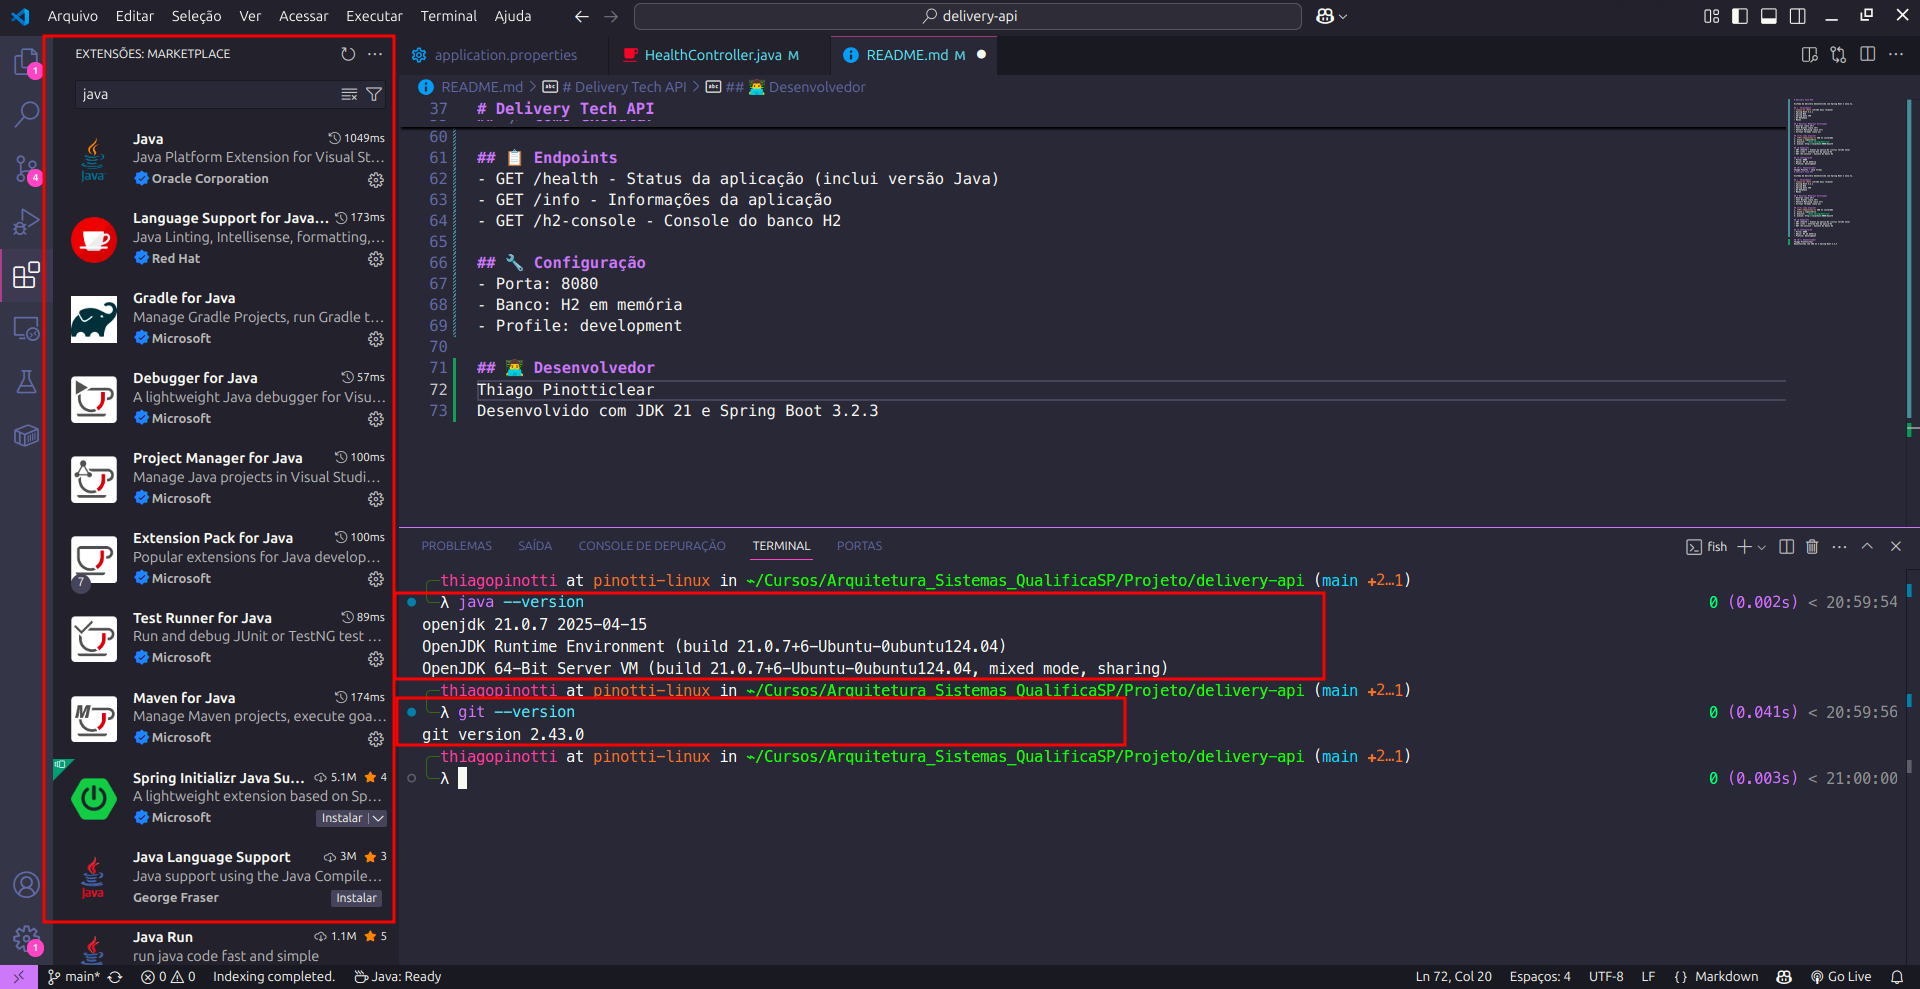 Arquivo Editar Seleção Ver Acessar Executar Terminal Ajuda
delivery-api
EXTENSÕES: MARKETPLACE
java
Java 1049ms
Java Platform Extension for Visual St...
Oracle Corporation
Language Support for Java... 173ms
Java Linting, Intellisense, formatting,...
Red Hat
Gradle for Java
Manage Gradle Projects, run Gradle t...
Microsoft
Debugger for Java 57ms
A lightweight Java debugger for Visu...
Microsoft
Project Manager for Java 100ms
Manage Java projects in Visual Studi...
Microsoft
Extension Pack for Java 100ms
Popular extensions for Java develop...
7
Microsoft
Test Runner for Java 89ms
Run and debug JUnit or TestNG test ...
Microsoft
Maven for Java 174ms
Manage Maven projects, execute goa...
Microsoft
Spring Initializr Java Su... 5.1M 4
A lightweight extension based on Sp...
Microsoft Instalar
Java Language Support 3M 3
Java support using the Java Compile...
George Fraser Instalar
Java Run 1.1M 5
run java code fast and simple
application.properties HealthController.java M README.md M
README.md > # Delivery Tech API > ## 👨‍💻 Desenvolvedor
37 # Delivery Tech API
60
61 ## 📋 Endpoints
62 - GET /health - Status da aplicação (inclui versão Java)
63 - GET /info - Informações da aplicação
64 - GET /h2-console - Console do banco H2
65
66 ## 🔧 Configuração
67 - Porta: 8080
68 - Banco: H2 em memória
69 - Profile: development
70
71 ## 👨‍💻 Desenvolvedor
72 Thiago Pinotticlear
73 Desenvolvido com JDK 21 e Spring Boot 3.2.3
PROBLEMAS SAÍDA CONSOLE DE DEPURAÇÃO TERMINAL PORTAS fish
thiagopinotti at pinotti-linux in ~/Cursos/Arquitetura_Sistemas_QualificaSP/Projeto/delivery-api (main +2…1)
λ java --version 0 (0.002s) < 20:59:54
openjdk 21.0.7 2025-04-15
OpenJDK Runtime Environment (build 21.0.7+6-Ubuntu-0ubuntu124.04)
OpenJDK 64-Bit Server VM (build 21.0.7+6-Ubuntu-0ubuntu124.04, mixed mode, sharing)
thiagopinotti at pinotti-linux in ~/Cursos/Arquitetura_Sistemas_QualificaSP/Projeto/delivery-api (main +2…1)
λ git --version 0 (0.041s) < 20:59:56
git version 2.43.0
thiagopinotti at pinotti-linux in ~/Cursos/Arquitetura_Sistemas_QualificaSP/Projeto/delivery-api (main +2…1)
λ 0 (0.003s) < 21:00:00
1
4
1
main* 0 0 Indexing completed. Java: Ready Ln 72, Col 20 Espaços: 4 UTF-8 LF {} Markdown Go Live